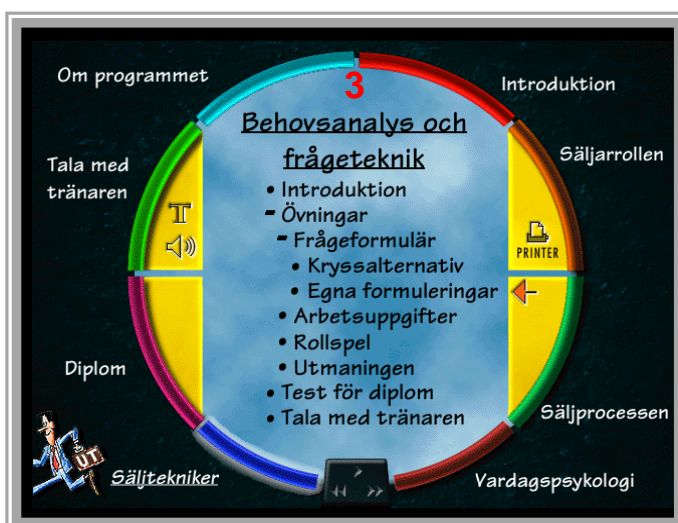 Om programmet
3
Introduktion
Behovsanalys och
frågeteknik
Säljarrollen
Tala med
tränaren
• Introduktion
- Övningar
T
- Frågeformulär
PRINTER
• Kryssalternativ
• Egna formuleringar
• Arbetsuppgifter
• Rollspel
Diplom
• Utmaningen
• Test för diplom
• Tala med tränaren
Säljprocessen
UT
Säljtekniker
Vardagspsykologi